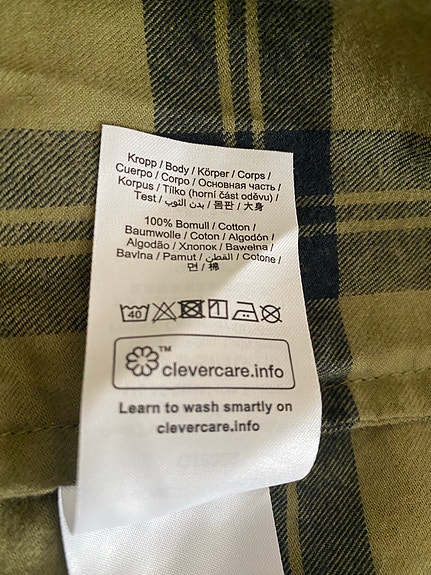 Kropp / Body / Körper / Corps /
Cuerpo / Corpo / Основная часть /
Korpus / Tílko (horní část oděvu) /
Test / بدن الثوب / 몸판 / 大身
100% Bomull / Cotton /
Baumwolle / Coton / Algodón /
Algodão / Хлопок / Bawełna /
Bavlna / Pamut / القطن / Cotone /
면 / 棉
40
TM
clevercare.info
Learn to wash smartly on
clevercare.info